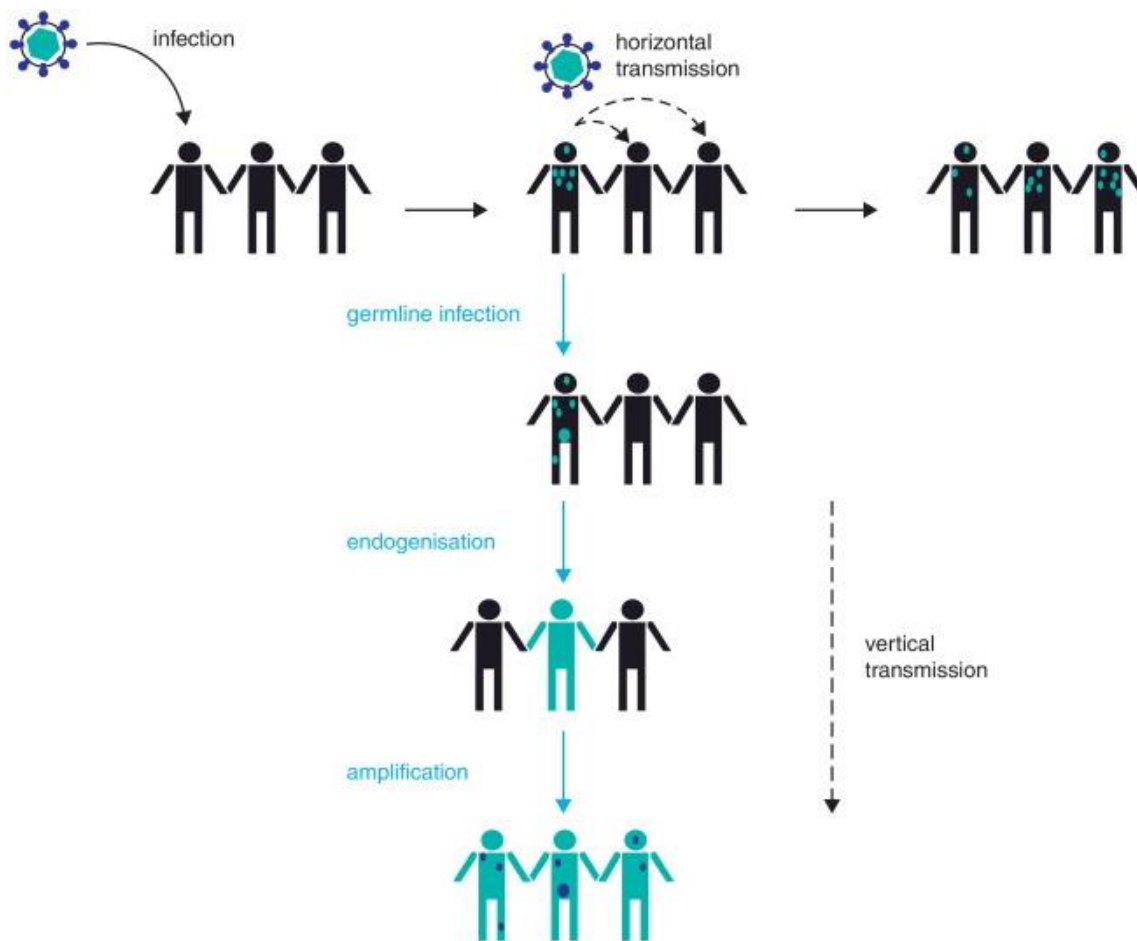 infection
horizontal
transmission
germline infection
endogenisation
vertical
transmission
amplification